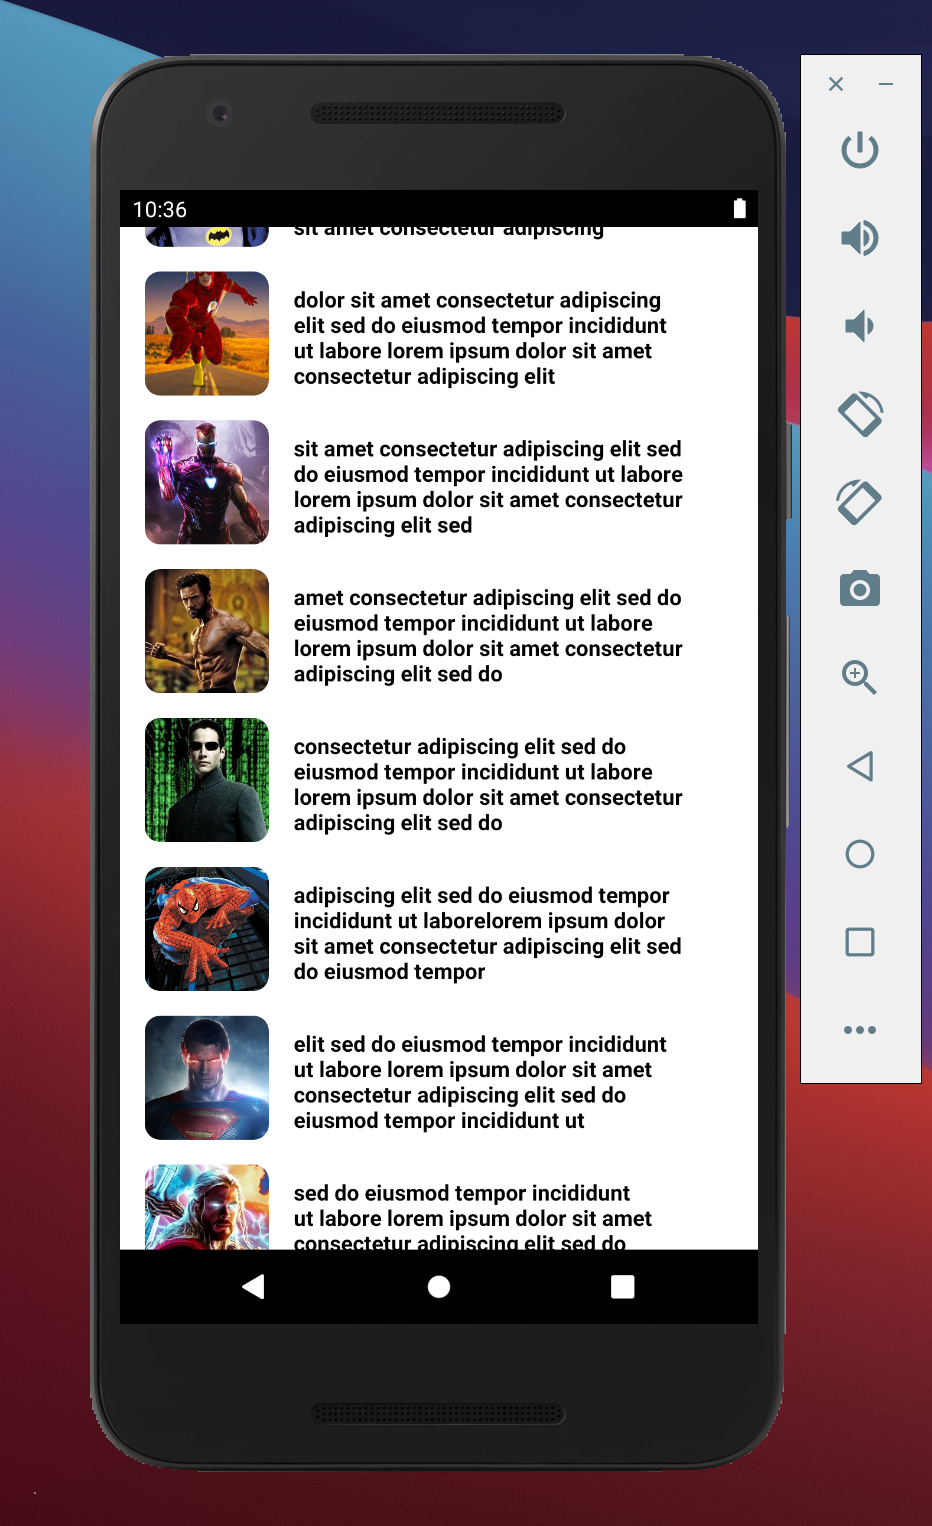 10:36
sit amet consectetur adipiscing
dolor sit amet consectetur adipiscing
elit sed do eiusmod tempor incididunt
ut labore lorem ipsum dolor sit amet
consectetur adipiscing elit
sit amet consectetur adipiscing elit sed
do eiusmod tempor incididunt ut labore
lorem ipsum dolor sit amet consectetur
adipiscing elit sed
amet consectetur adipiscing elit sed do
eiusmod tempor incididunt ut labore
lorem ipsum dolor sit amet consectetur
adipiscing elit sed do
consectetur adipiscing elit sed do
eiusmod tempor incididunt ut labore
lorem ipsum dolor sit amet consectetur
adipiscing elit sed do
adipiscing elit sed do eiusmod tempor
incididunt ut laborelorem ipsum dolor
sit amet consectetur adipiscing elit sed
do eiusmod tempor
elit sed do eiusmod tempor incididunt
ut labore lorem ipsum dolor sit amet
consectetur adipiscing elit sed do
eiusmod tempor incididunt ut
sed do eiusmod tempor incididunt
ut labore lorem ipsum dolor sit amet
consectetur adipiscing elit sed do